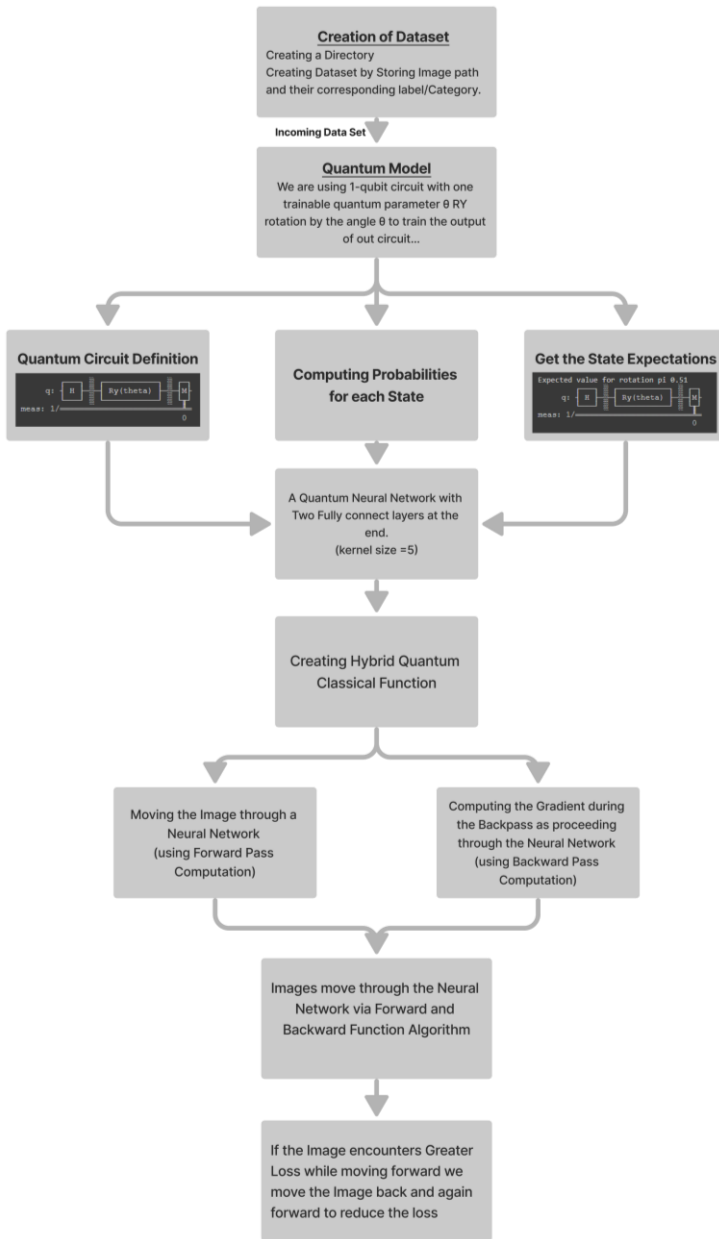 Creation of Dataset
Creating a Directory
Creating Dataset by Storing Image path
and their corresponding label/Category.
Incoming Data Set
Quantum Model
We are using 1-qubit circuit with one
trainable quantum parameter θ RY
rotation by the angle θ to train the output
of out circuit...
Quantum Circuit Definition
q: H Ry(theta) M
meas: 1/
0
Computing Probabilities
for each State
Get the State Expectations
Expected value for rotation pi 0.51
q: H Ry(theta) M
meas: 1/
0
A Quantum Neural Network with
Two Fully connect layers at the
end.
(kernel size =5)
Creating Hybrid Quantum
Classical Function
Moving the Image through a
Neural Network
(using Forward Pass
Computation)
Computing the Gradient during
the Backpass as proceeding
through the Neural Network
(using Backward Pass
Computation)
Images move through the Neural
Network via Forward and
Backward Function Algorithm
If the Image encounters Greater
Loss while moving forward we
move the Image back and again
forward to reduce the loss